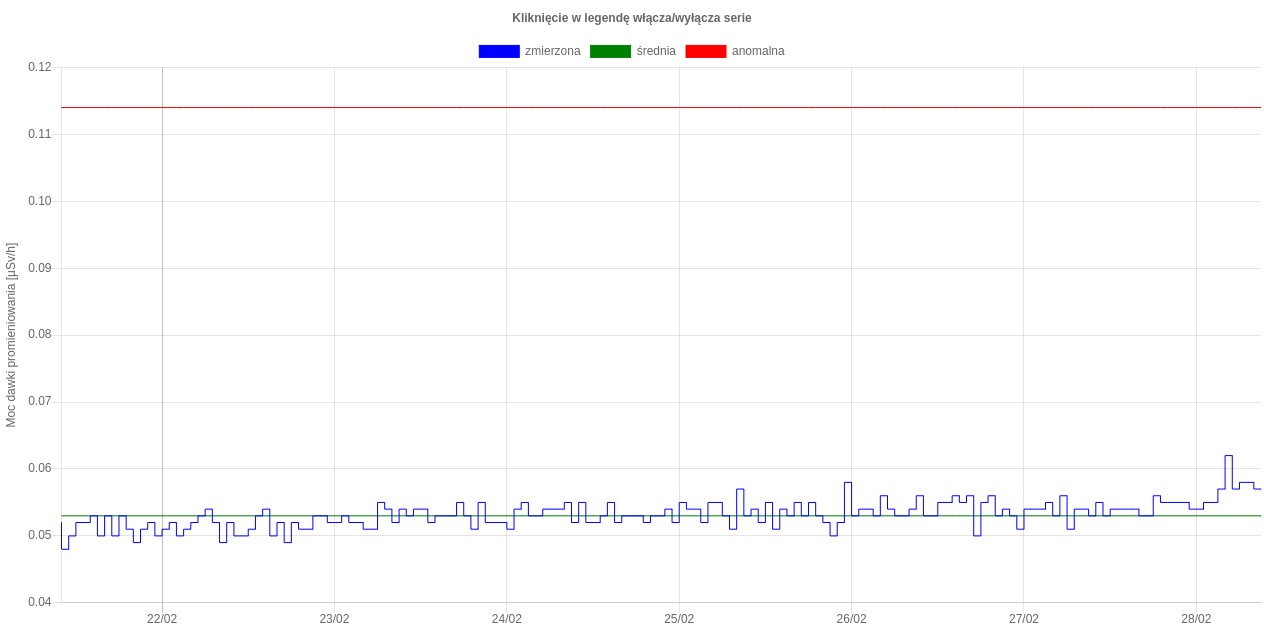 Kliknięcie w legendę włącza/wyłącza serie
zmierzona średnia anomalna
Moc dawki promieniowania [µSv/h]
0.12
0.11
0.10
0.09
0.08
0.07
0.06
0.05
0.04
22/02 23/02 24/02 25/02 26/02 27/02 28/02